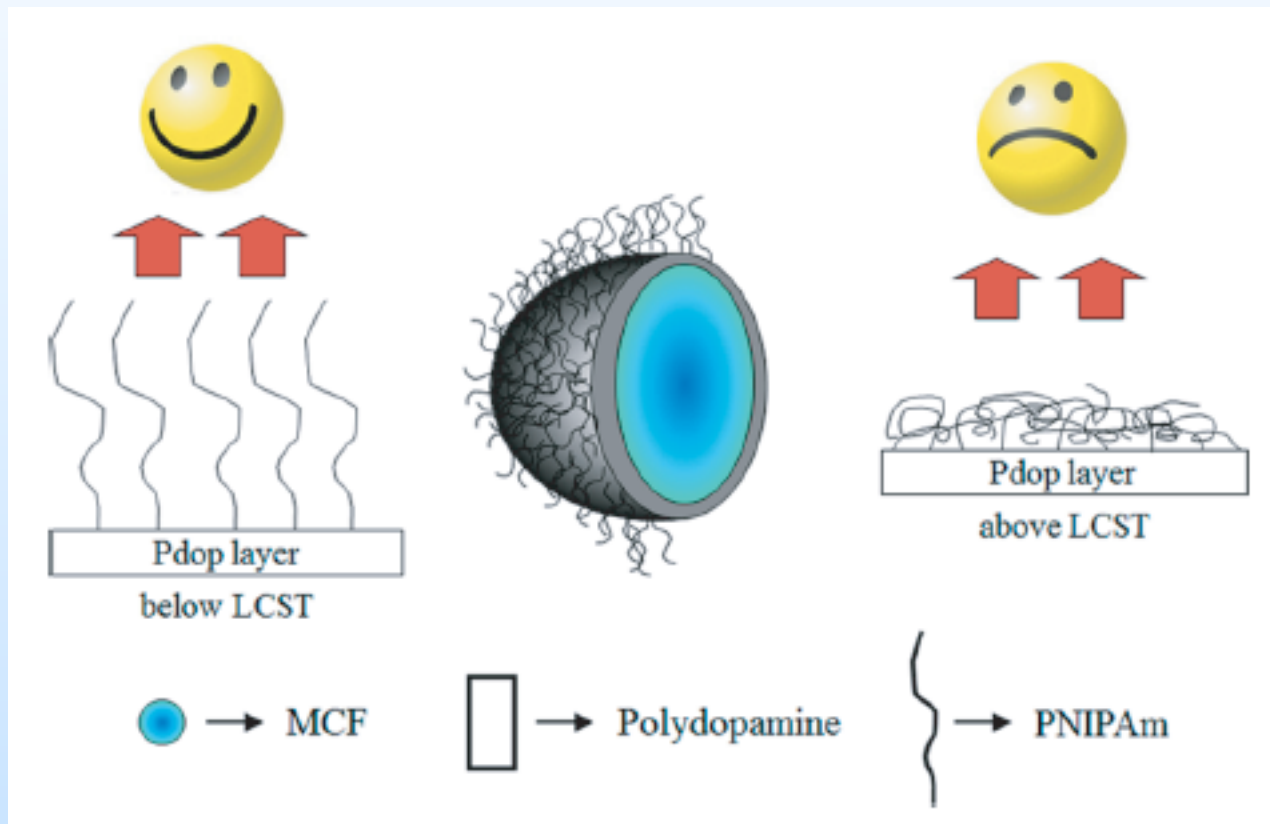 Pdop layer
below LCST
Pdop layer
above LCST
MCF
Polydopamine
PNIPAm